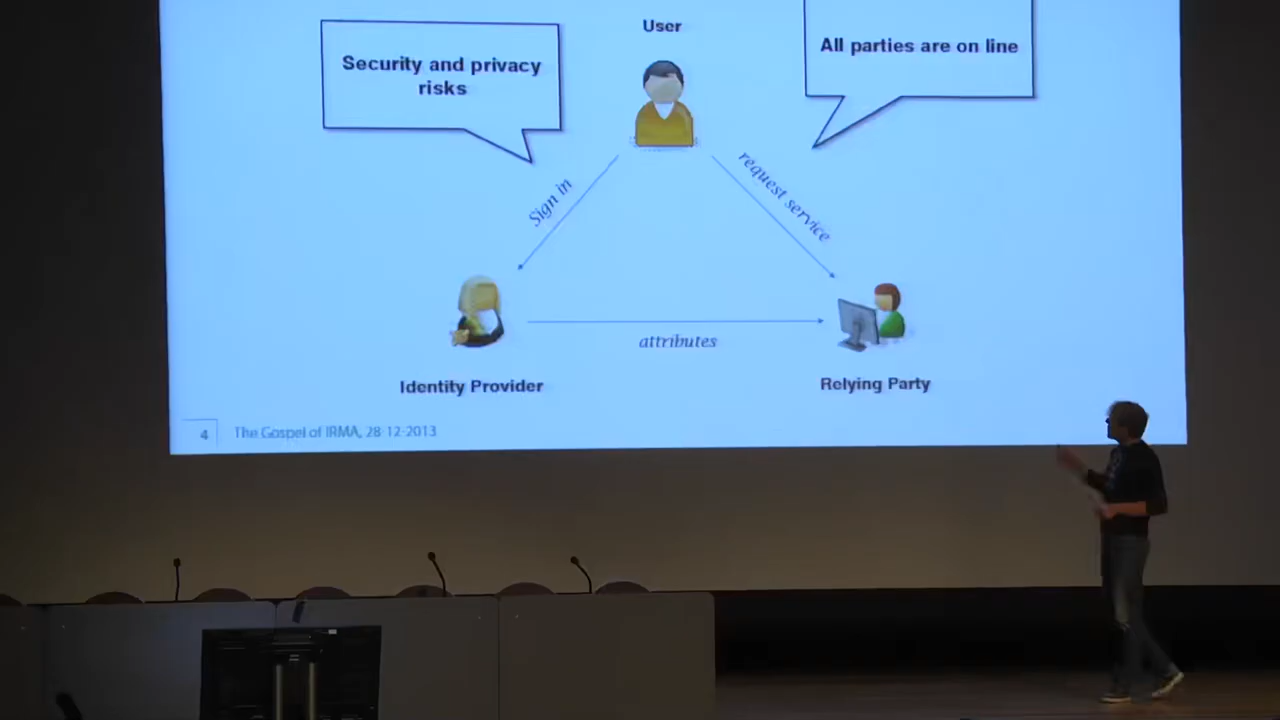 User
Security and privacy
risks
All parties are on line
Sign in
request service
attributes
Identity Provider
Relying Party
4
The Gospel of IRMA, 28-12-2013